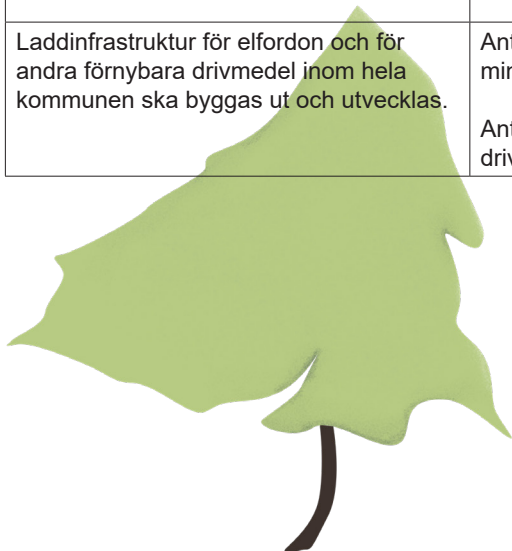 Laddinfrastruktur för elfordon och för
andra förnybara drivmedel inom hela
kommunen ska byggas ut och utvecklas.